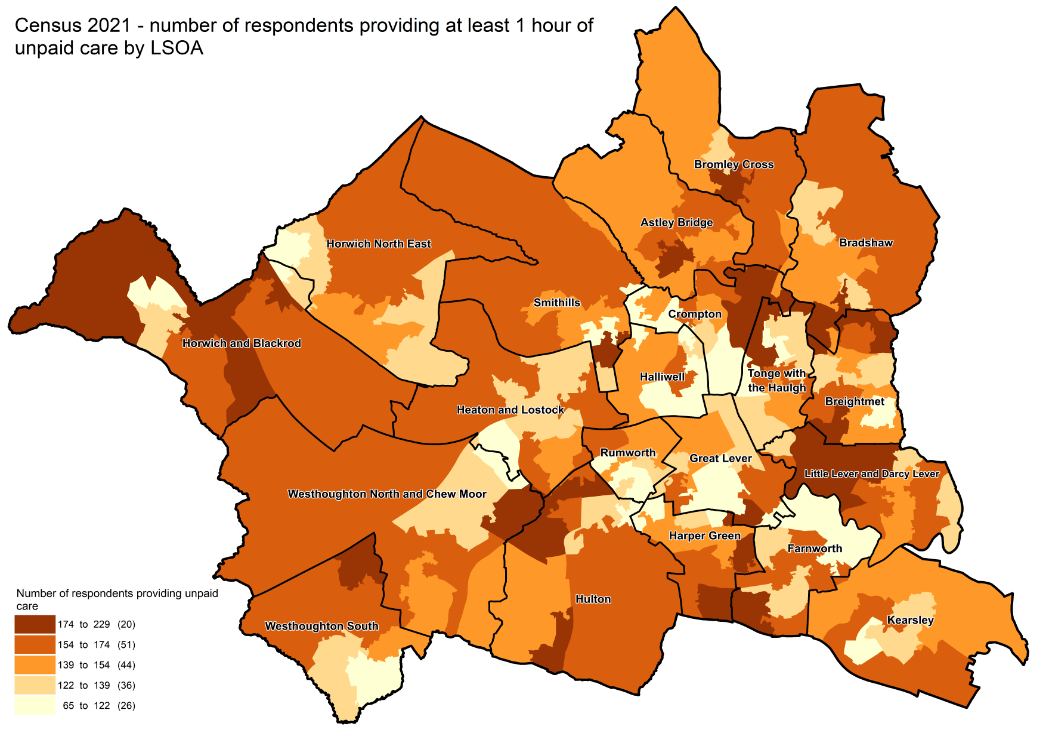 Census 2021 - number of respondents providing at least 1 hour of
unpaid care by LSOA
Bromley Cross
Astley Bridge
Bradshaw
Horwich North East
Smithills
Crompton
Horwich and Blackrod
Halliwell
Tonge with
the Haulgh
Breightmet
Heaton and Lostock
Rumworth
Great Lever
Little Lever and Darcy Lever
Westhoughton North and Chew Moor
Harper Green
Farnworth
Hulton
Kearsley
Westhoughton South
Number of respondents providing unpaid
care
174 to 229 (20)
154 to 174 (51)
139 to 154 (44)
122 to 139 (36)
65 to 122 (26)